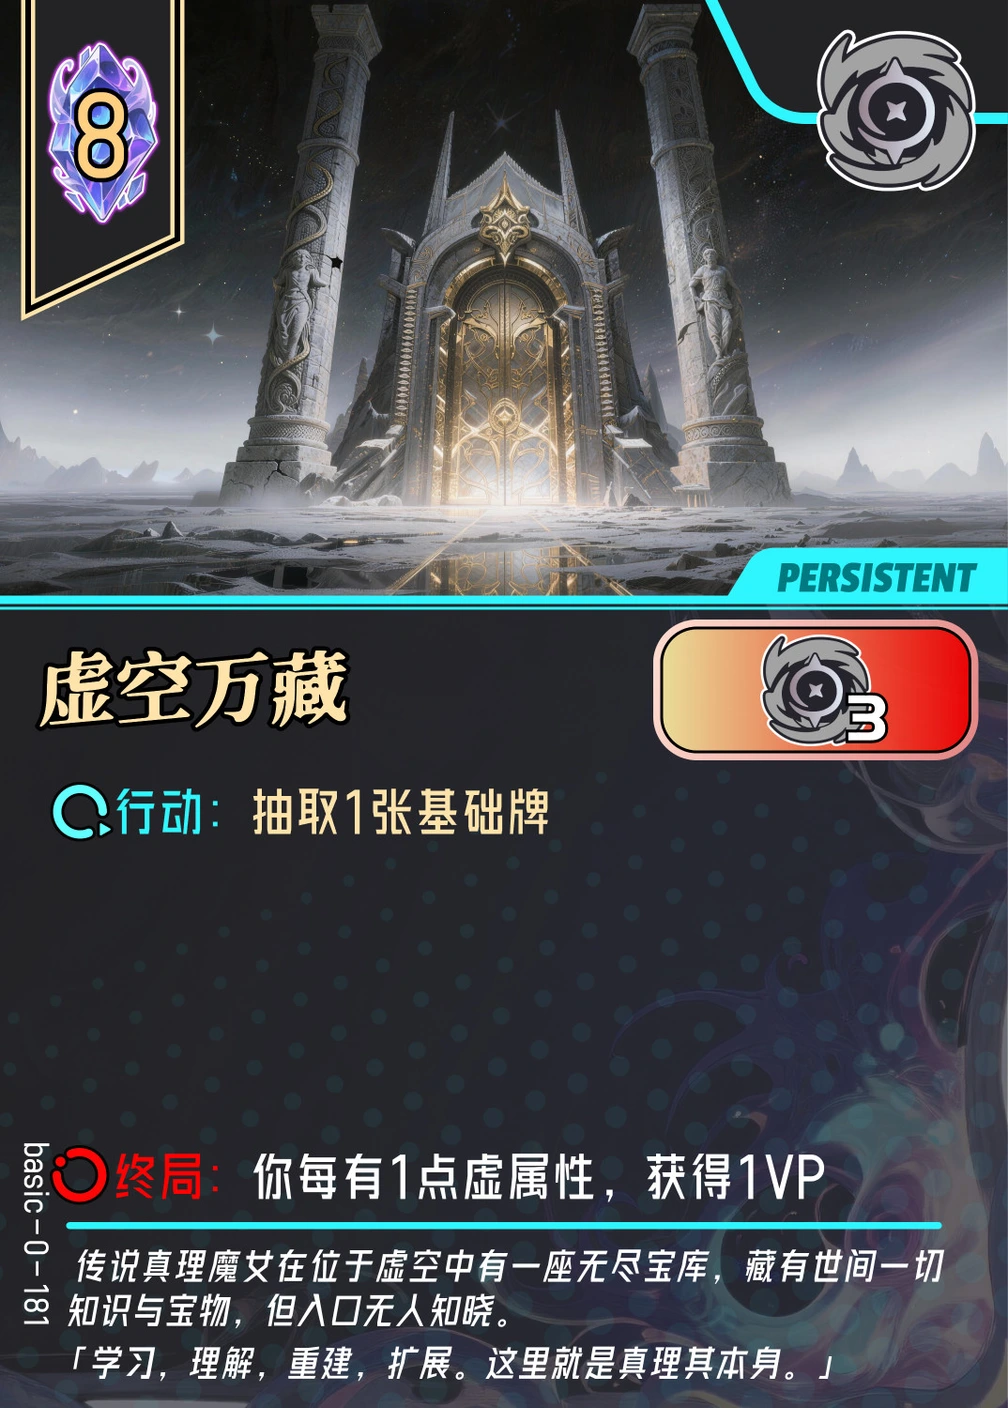 8
PERSISTENT
虚空万藏
3
行动： 抽取1张基础牌
终局： 你每有1点虚属性，获得1VP
传说真理魔女在位于虚空中有一座无尽宝库，藏有世间一切
知识与宝物，但入口无人知晓。
「学习，理解，重建，扩展。这里就是真理其本身。」
basic-0-181